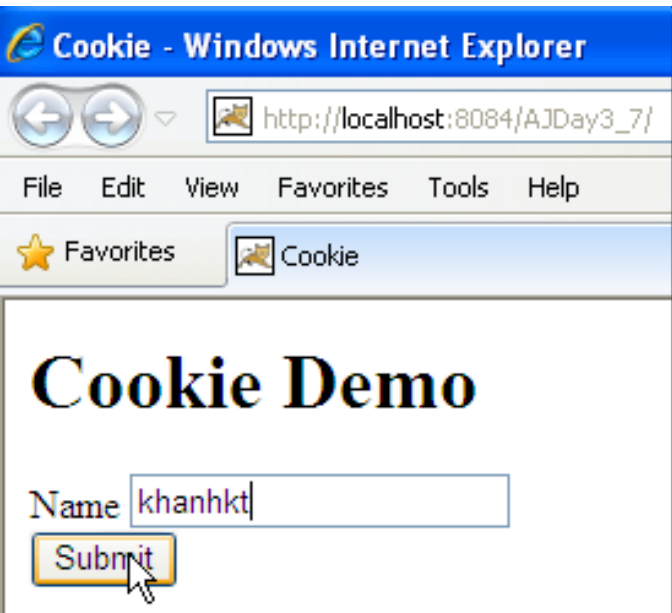 Cookie - Windows Internet Explorer
http://localhost:8084/AJDay3_7/
File Edit View Favorites Tools Help
Favorites Cookie
Cookie Demo
Name khanhkt
Submit